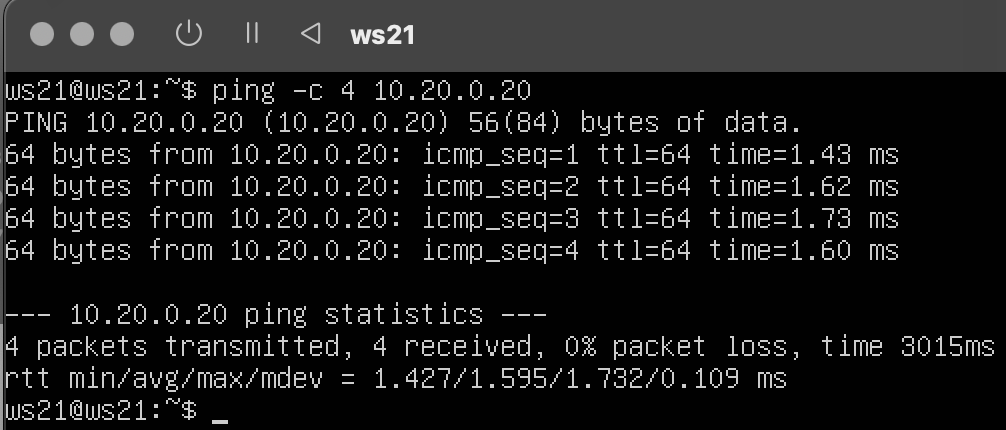 ws21
ws21@ws21:~$ ping -c 4 10.20.0.20
PING 10.20.0.20 (10.20.0.20) 56(84) bytes of data.
64 bytes from 10.20.0.20: icmp_seq=1 ttl=64 time=1.43 ms
64 bytes from 10.20.0.20: icmp_seq=2 ttl=64 time=1.62 ms
64 bytes from 10.20.0.20: icmp_seq=3 ttl=64 time=1.73 ms
64 bytes from 10.20.0.20: icmp_seq=4 ttl=64 time=1.60 ms
--- 10.20.0.20 ping statistics ---
4 packets transmitted, 4 received, 0% packet loss, time 3015ms
rtt min/avg/max/mdev = 1.427/1.595/1.732/0.109 ms
ws21@ws21:~$ _